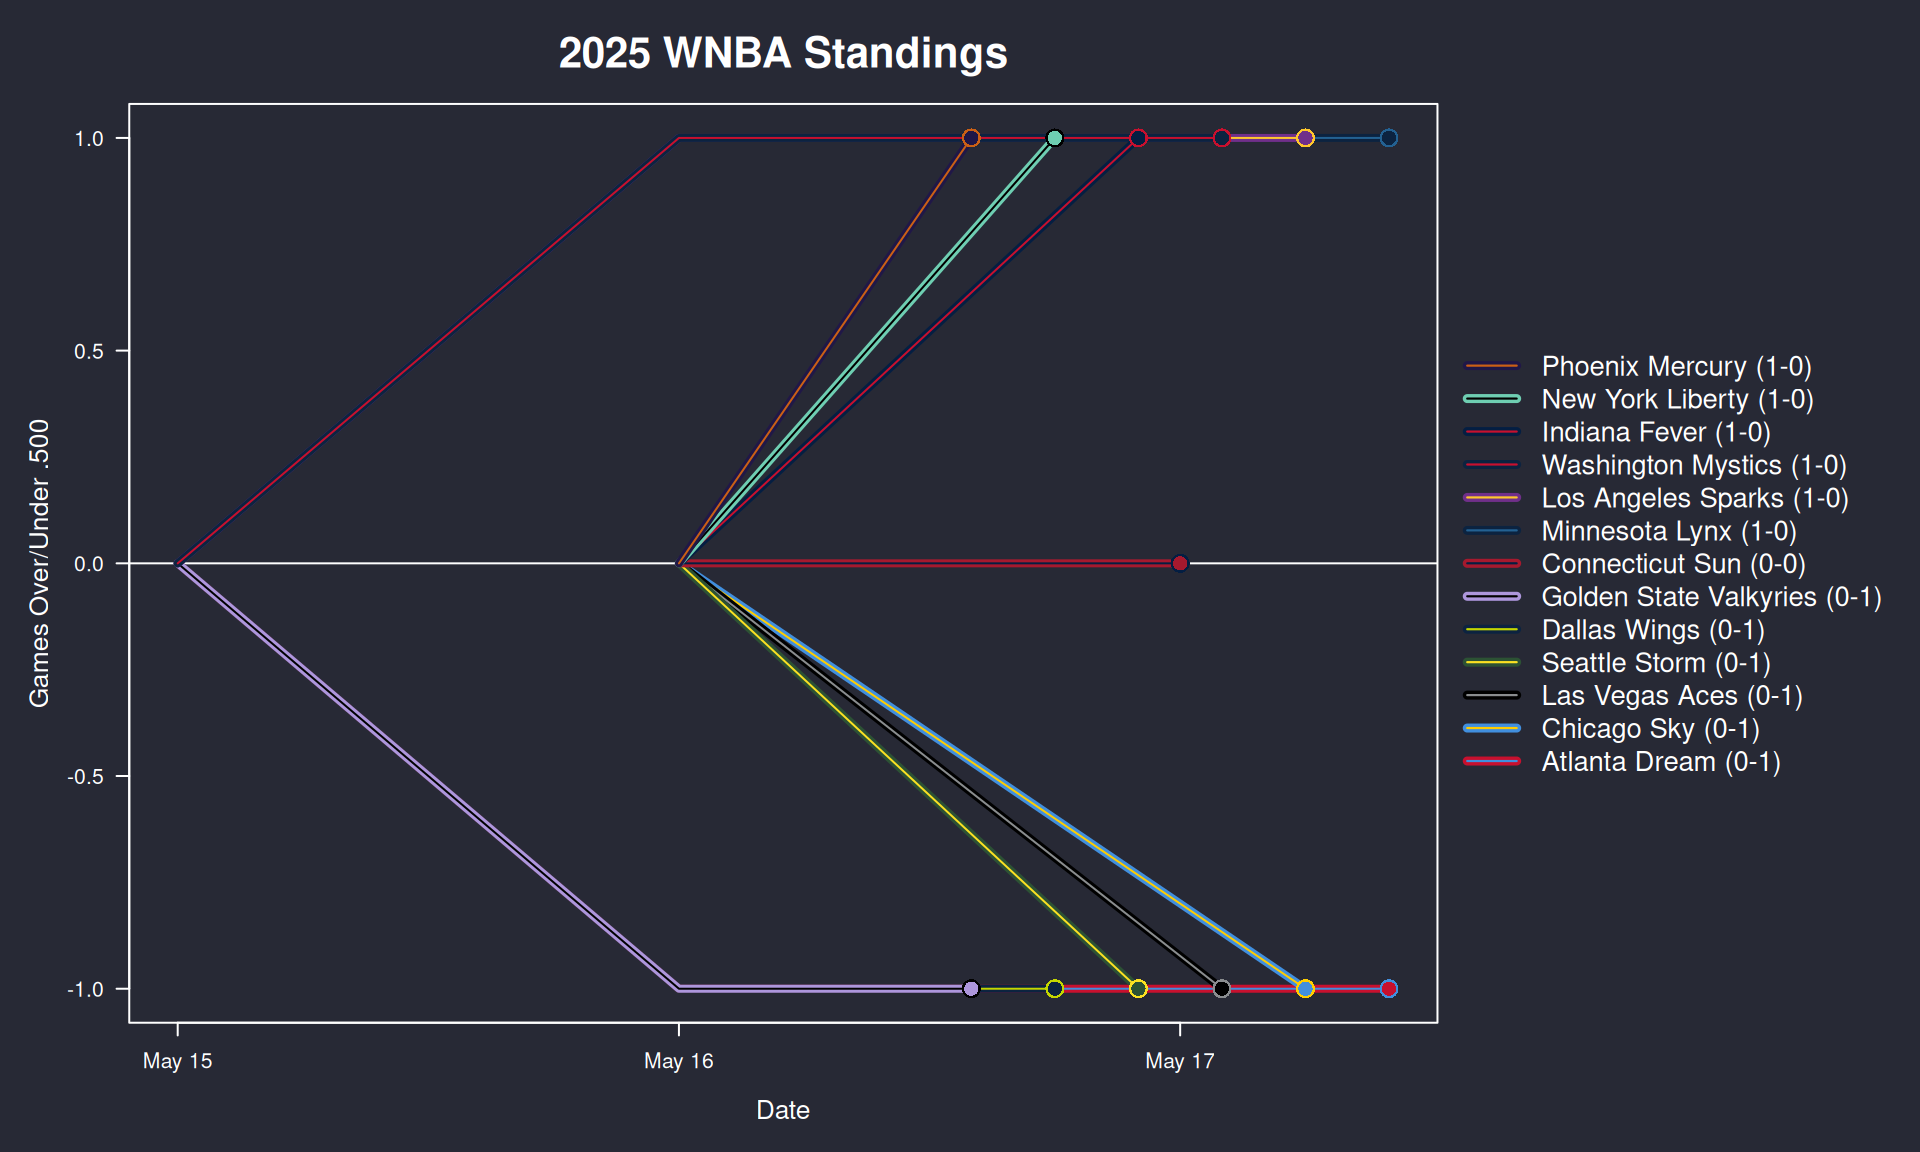 2025 WNBA Standings
Games Over/Under .500
1.0
0.5
0.0
-0.5
-1.0
May 15
May 16
May 17
Date
Phoenix Mercury (1-0)
New York Liberty (1-0)
Indiana Fever (1-0)
Washington Mystics (1-0)
Los Angeles Sparks (1-0)
Minnesota Lynx (1-0)
Connecticut Sun (0-0)
Golden State Valkyries (0-1)
Dallas Wings (0-1)
Seattle Storm (0-1)
Las Vegas Aces (0-1)
Chicago Sky (0-1)
Atlanta Dream (0-1)